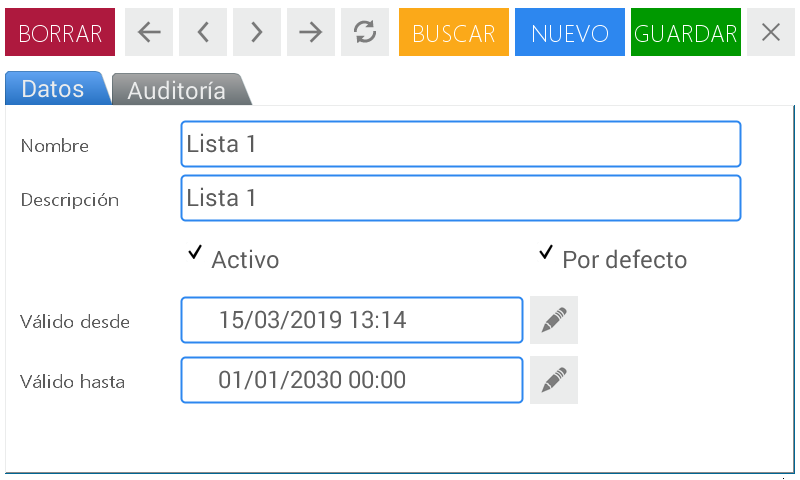 BORRAR BUSCAR NUEVO GUARDAR
Datos Auditoría
Nombre Lista 1
Descripción Lista 1
Activo Por defecto
Válido desde 15/03/2019 13:14
Válido hasta 01/01/2030 00:00